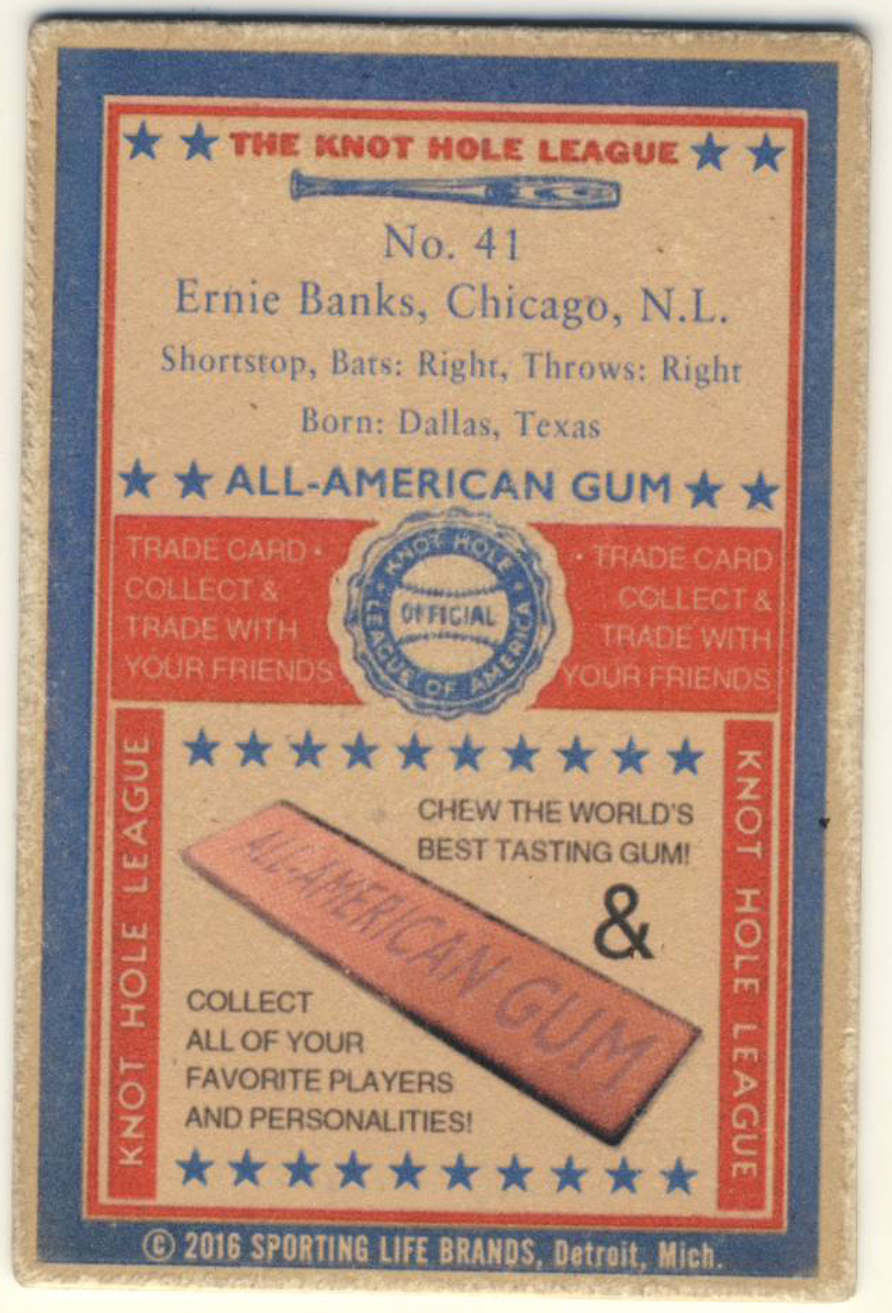 THE KNOT HOLE LEAGUE
No. 41
Ernie Banks, Chicago, N.L.
Shortstop, Bats: Right, Throws: Right
Born: Dallas, Texas
ALL-AMERICAN GUM
TRADE CARD •
COLLECT &
TRADE WITH
YOUR FRIENDS
• KNOT HOLE •
LEAGUE OF AMERICA
OFFICIAL
• TRADE CARD
COLLECT &
TRADE WITH
YOUR FRIENDS
KNOT HOLE LEAGUE
CHEW THE WORLD'S
BEST TASTING GUM!
&
ALL-AMERICAN GUM
COLLECT
ALL OF YOUR
FAVORITE PLAYERS
AND PERSONALITIES!
KNOT HOLE LEAGUE
© 2016 SPORTING LIFE BRANDS, Detroit, Mich.